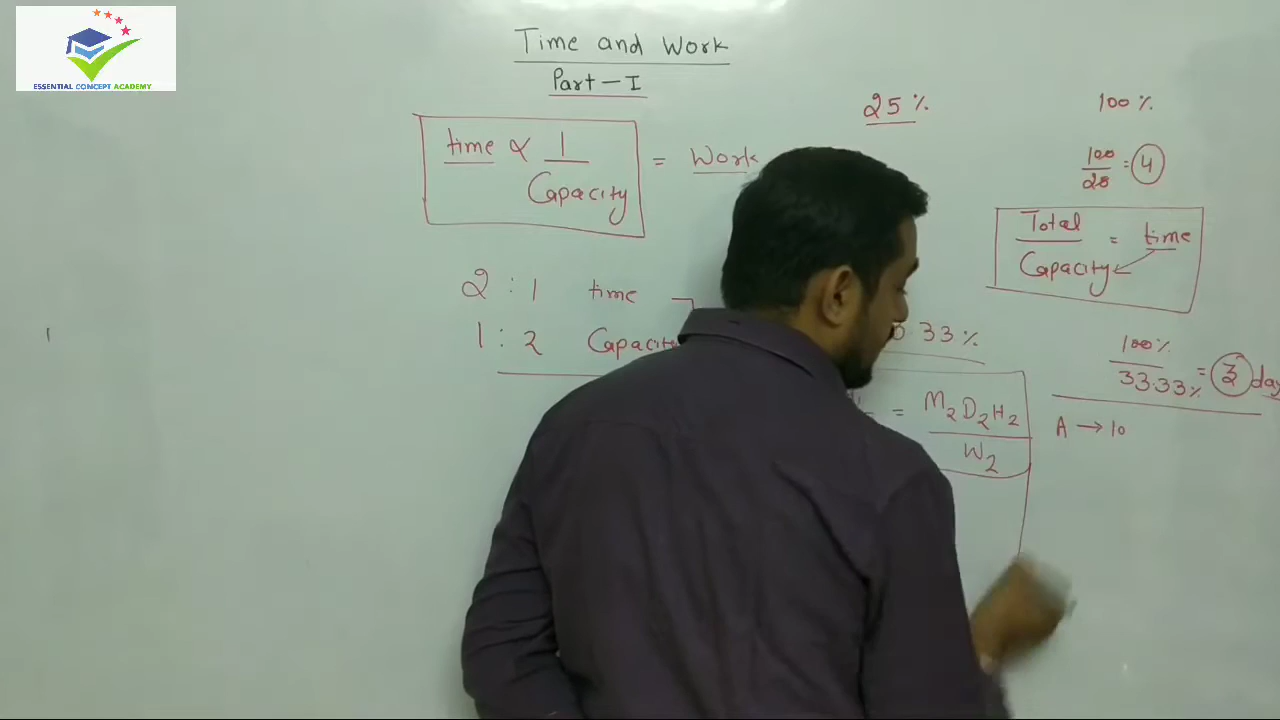 ESSENTIAL CONCEPT ACADEMY
Time and Work
Part-I
time ∝ 1/Capacity = Work
25%
100%
100/25 = 4
Total/Capacity = time
2 : 1 time
1 : 2 Capacity
33%
100%/33.33% = 3 day
= M₂D₂H₂/W₂
A → 10